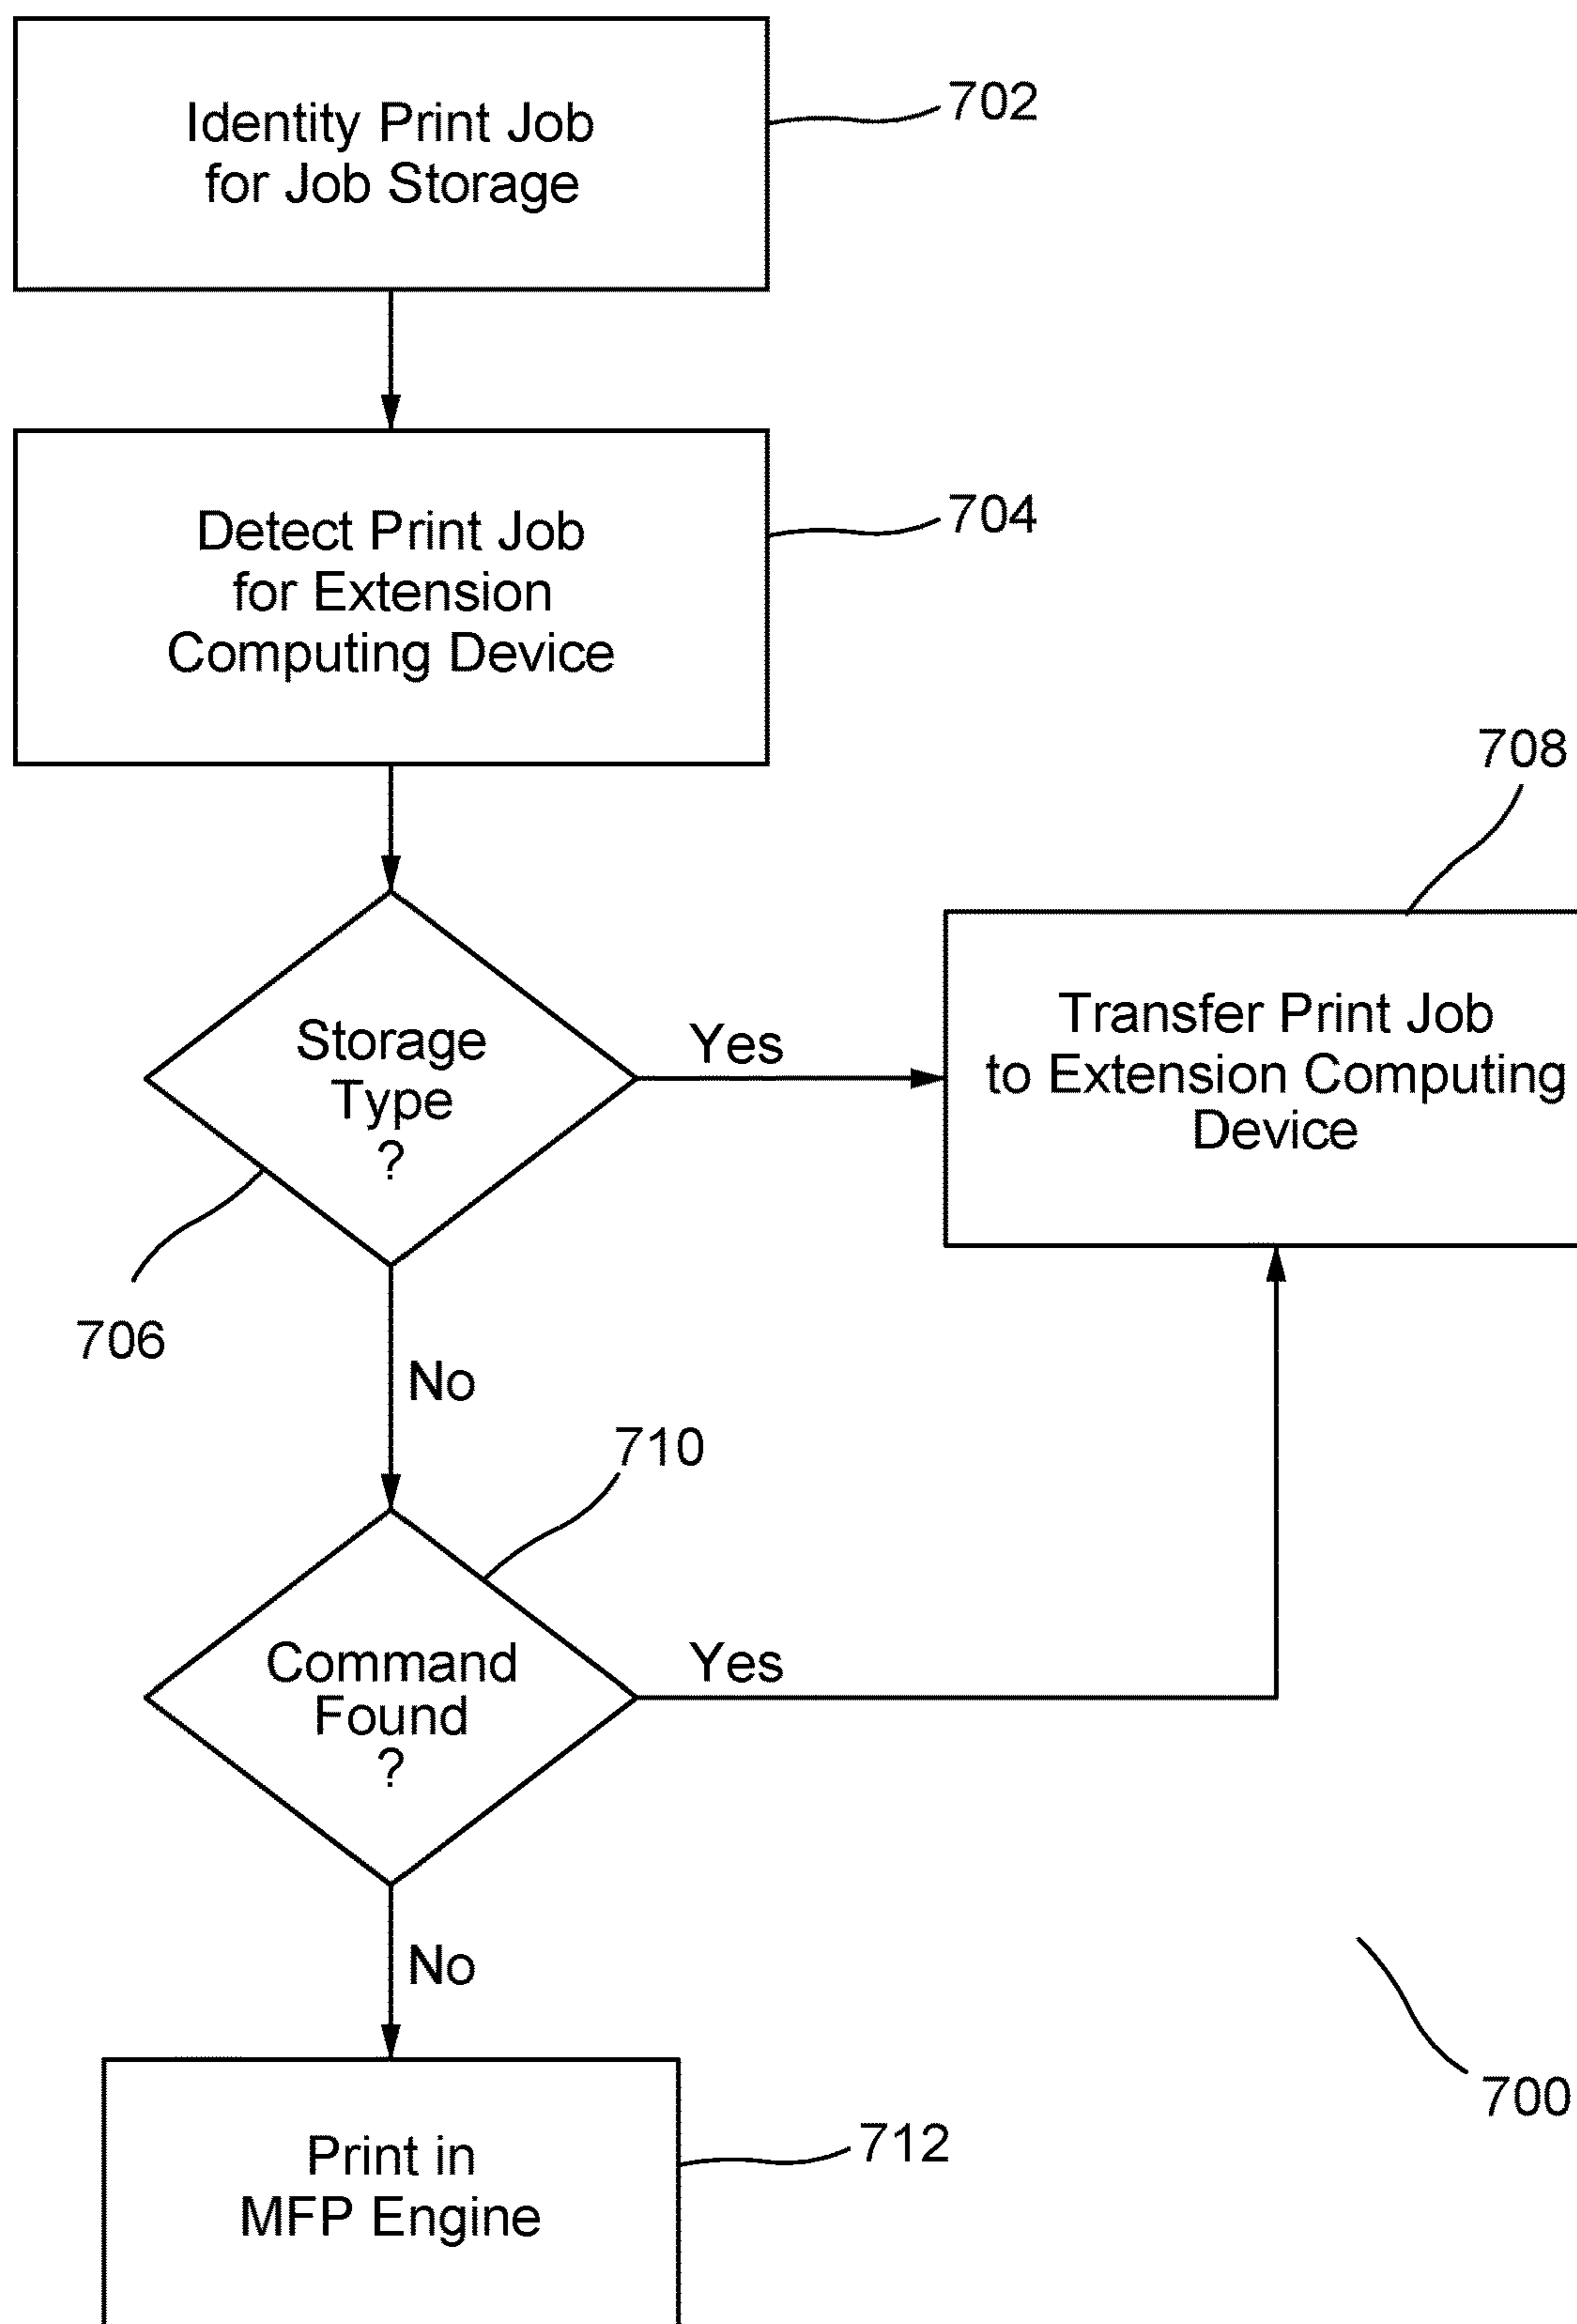 Identity Print Job
for Job Storage
702
Detect Print Job
for Extension
Computing Device
704
708
Storage
Type
?
Yes
Transfer Print Job
to Extension Computing
Device
706
No
710
Command
Found
?
Yes
No
700
Print in
MFP Engine
712